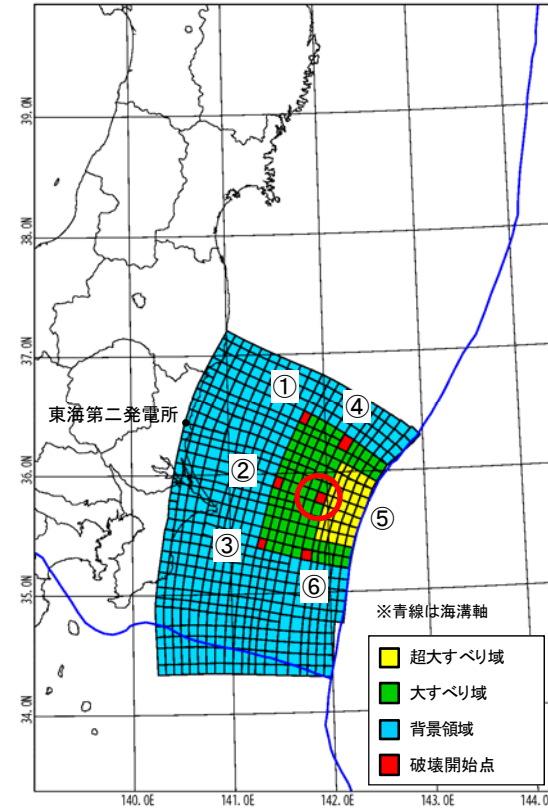 39.0N
38.0N
37.0N
①
④
東海第二発電所
36.0N
②
⑤
③
35.0N
⑥
※青線は海溝軸
超大すべり域
大すべり域
背景領域
破壊開始点
34.0N
140.0E 141.0E 142.0E 143.0E 144.0E